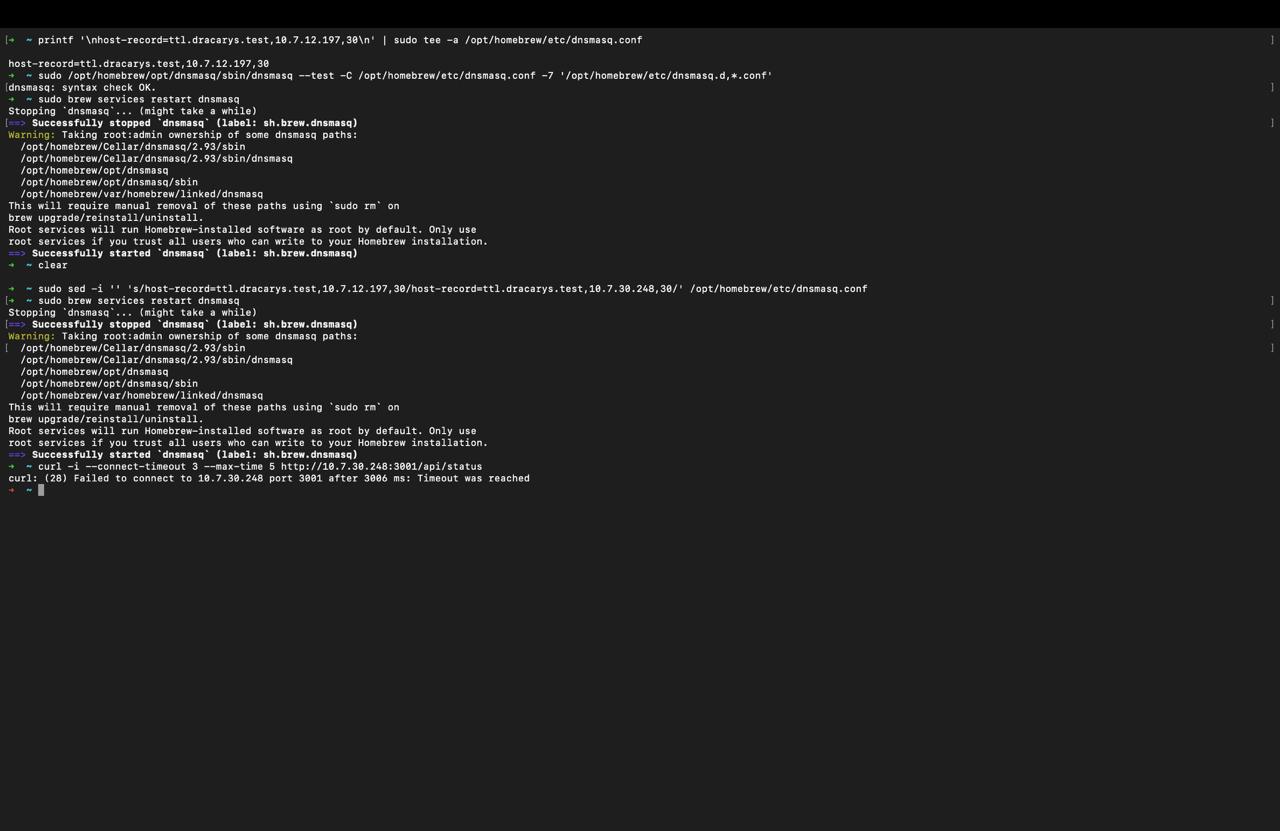 [➜  ~ printf '\nhost-record=ttl.dracarys.test,10.7.12.197,30\n' | sudo tee -a /opt/homebrew/etc/dnsmasq.conf ]
host-record=ttl.dracarys.test,10.7.12.197,30
➜  ~ sudo /opt/homebrew/opt/dnsmasq/sbin/dnsmasq --test -C /opt/homebrew/etc/dnsmasq.conf -7 '/opt/homebrew/etc/dnsmasq.d,*.conf'
[dnsmasq: syntax check OK. ]
➜  ~ sudo brew services restart dnsmasq
Stopping `dnsmasq`... (might take a while)
[==> Successfully stopped `dnsmasq` (label: sh.brew.dnsmasq) ]
Warning: Taking root:admin ownership of some dnsmasq paths:
  /opt/homebrew/Cellar/dnsmasq/2.93/sbin
  /opt/homebrew/Cellar/dnsmasq/2.93/sbin/dnsmasq
  /opt/homebrew/opt/dnsmasq
  /opt/homebrew/opt/dnsmasq/sbin
  /opt/homebrew/var/homebrew/linked/dnsmasq
This will require manual removal of these paths using `sudo rm` on
brew upgrade/reinstall/uninstall.
Root services will run Homebrew-installed software as root by default. Only use
root services if you trust all users who can write to your Homebrew installation.
==> Successfully started `dnsmasq` (label: sh.brew.dnsmasq)
➜  ~ clear
➜  ~ sudo sed -i '' 's/host-record=ttl.dracarys.test,10.7.12.197,30/host-record=ttl.dracarys.test,10.7.30.248,30/' /opt/homebrew/etc/dnsmasq.conf
[➜  ~ sudo brew services restart dnsmasq ]
Stopping `dnsmasq`... (might take a while)
[==> Successfully stopped `dnsmasq` (label: sh.brew.dnsmasq) ]
Warning: Taking root:admin ownership of some dnsmasq paths:
[  /opt/homebrew/Cellar/dnsmasq/2.93/sbin ]
  /opt/homebrew/Cellar/dnsmasq/2.93/sbin/dnsmasq
  /opt/homebrew/opt/dnsmasq
  /opt/homebrew/opt/dnsmasq/sbin
  /opt/homebrew/var/homebrew/linked/dnsmasq
This will require manual removal of these paths using `sudo rm` on
brew upgrade/reinstall/uninstall.
Root services will run Homebrew-installed software as root by default. Only use
root services if you trust all users who can write to your Homebrew installation.
==> Successfully started `dnsmasq` (label: sh.brew.dnsmasq)
➜  ~ curl -i --connect-timeout 3 --max-time 5 http://10.7.30.248:3001/api/status
curl: (28) Failed to connect to 10.7.30.248 port 3001 after 3006 ms: Timeout was reached
➜  ~